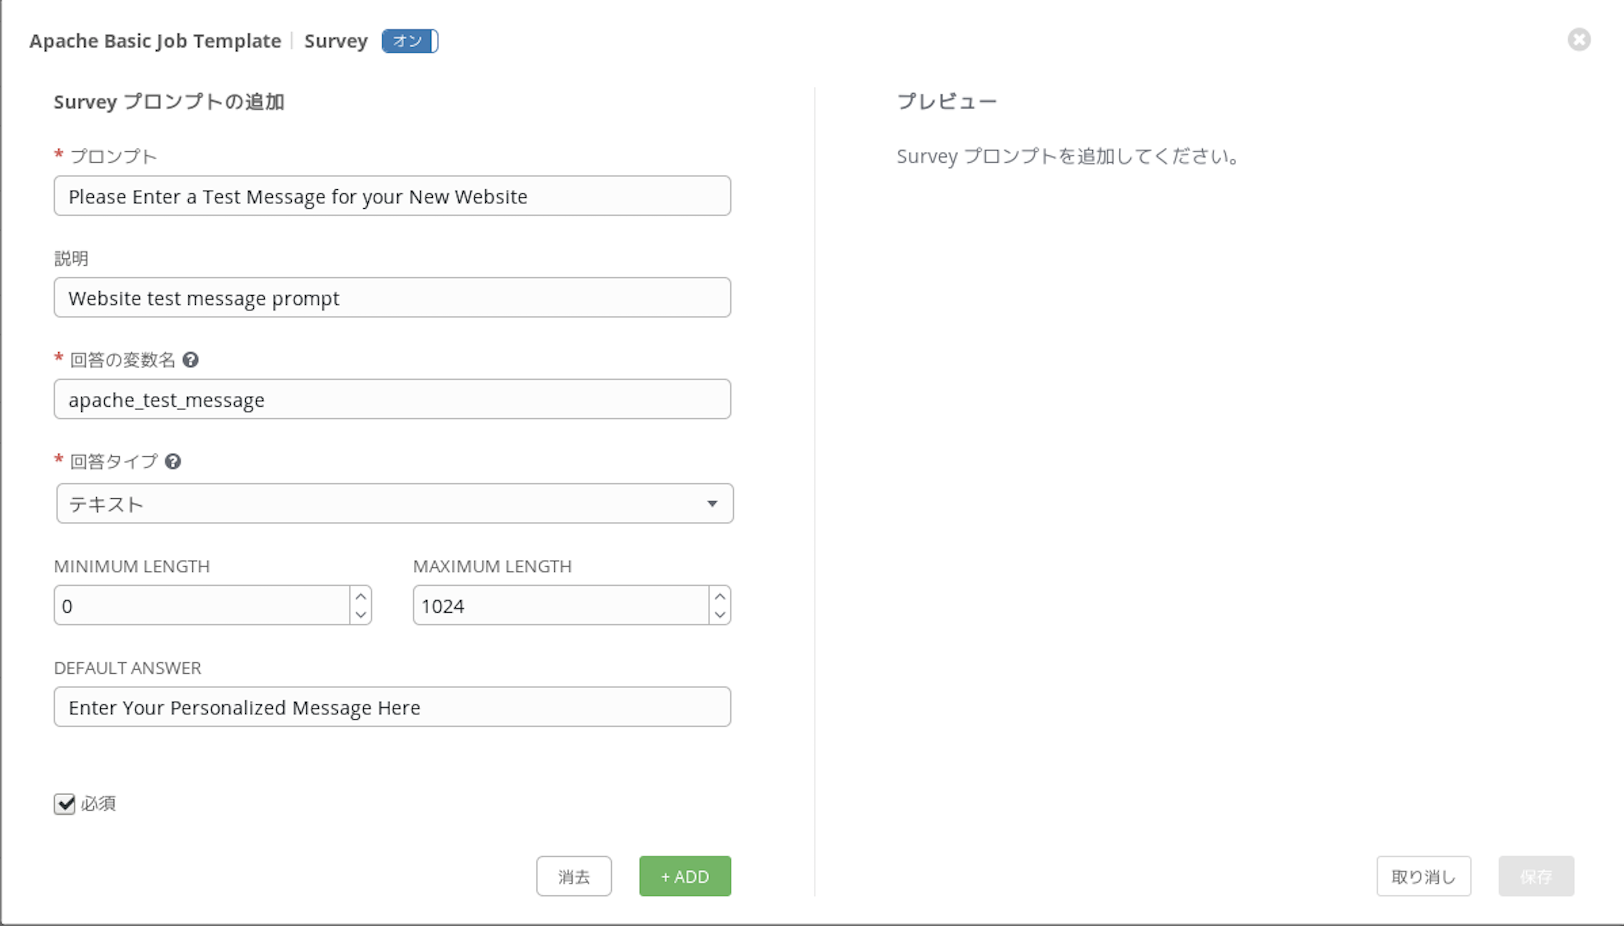 Apache Basic Job Template | Survey オン
Survey プロンプトの追加
* プロンプト
Please Enter a Test Message for your New Website
説明
Website test message prompt
* 回答の変数名 ?
apache_test_message
* 回答タイプ ?
テキスト
MINIMUM LENGTH MAXIMUM LENGTH
0 1024
DEFAULT ANSWER
Enter Your Personalized Message Here
必須
消去 + ADD
プレビュー
Survey プロンプトを追加してください。
取り消し 保存